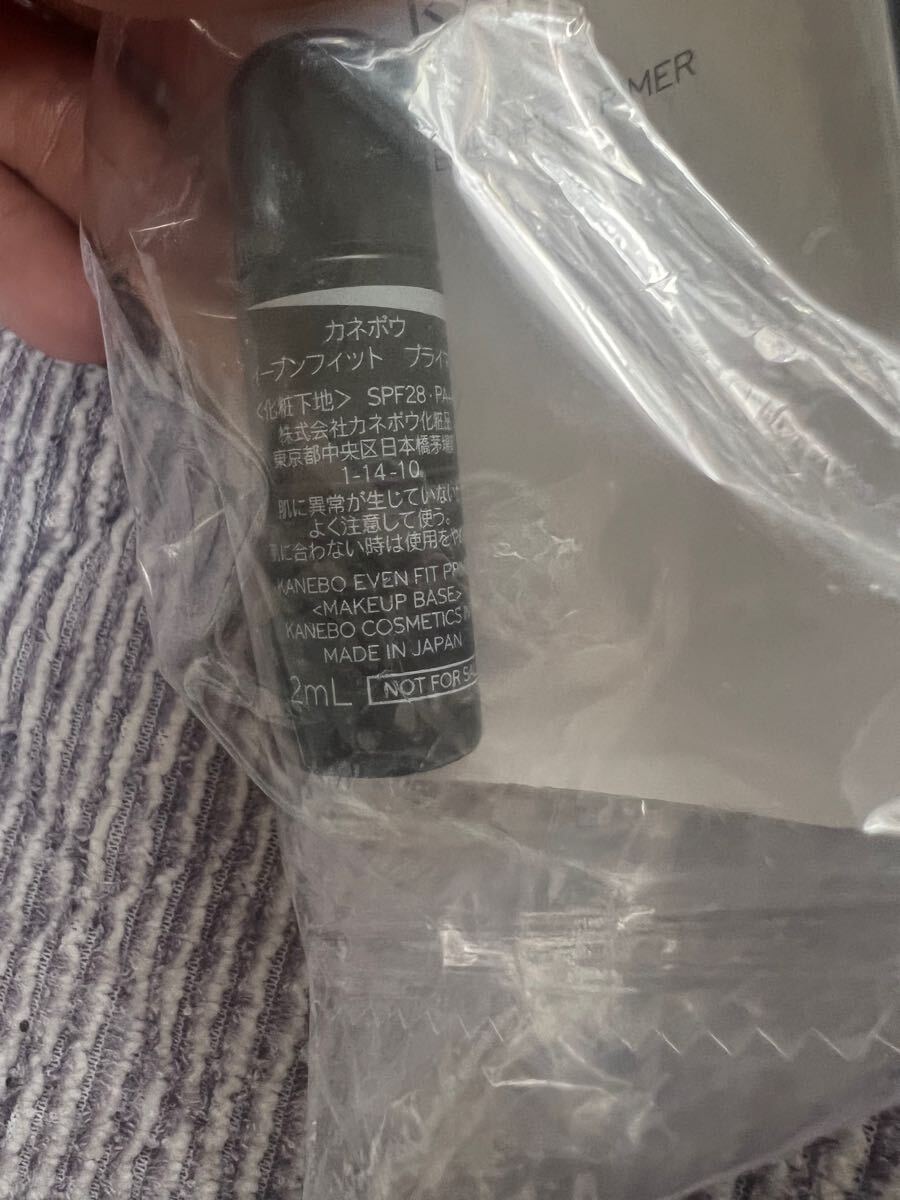 カネボウ
ーブンフィット プライ
<化粧下地> SPF28・PA
株式会社カネボウ化粧品
東京都中央区日本橋茅場
1-14-10
肌に異常が生じていない
よく注意して使う。
肌に合わない時は使用をや
KANEBO EVEN FIT PR
<MAKEUP BASE>
KANEBO COSMETICS
MADE IN JAPAN
2mL NOT FOR SA